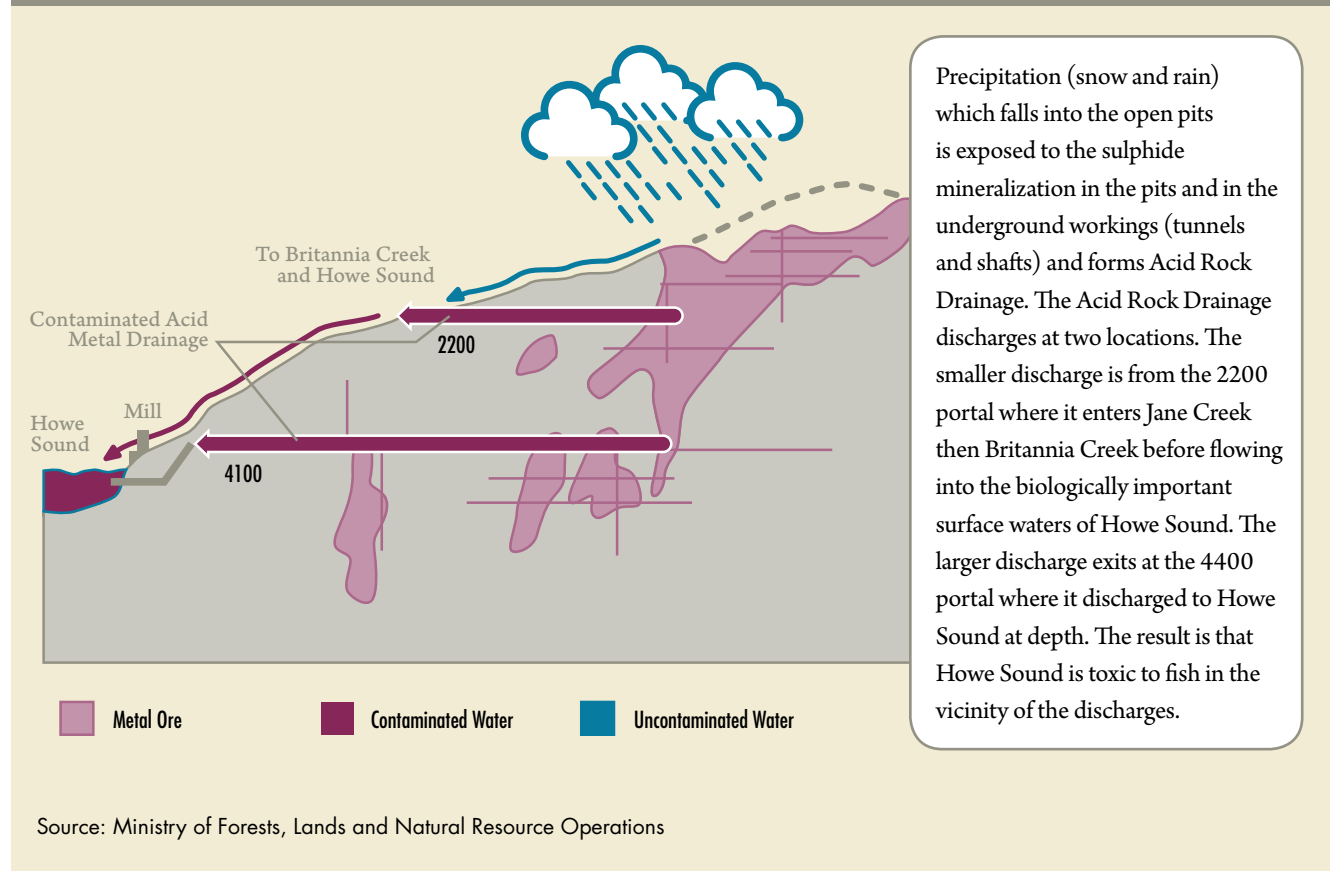 Precipitation (snow and rain)
which falls into the open pits
is exposed to the sulphide
mineralization in the pits and in the
underground workings (tunnels
and shafts) and forms Acid Rock
Drainage. The Acid Rock Drainage
discharges at two locations. The
smaller discharge is from the 2200
portal where it enters Jane Creek
then Britannia Creek before flowing
into the biologically important
surface waters of Howe Sound. The
larger discharge exits at the 4400
portal where it discharged to Howe
Sound at depth. The result is that
Howe Sound is toxic to fish in the
vicinity of the discharges.
To Britannia Creek
and Howe Sound
Contaminated Acid
Metal Drainage
2200
Mill
Howe
Sound
4100
Metal Ore
Contaminated Water
Uncontaminated Water
Source: Ministry of Forests, Lands and Natural Resource Operations